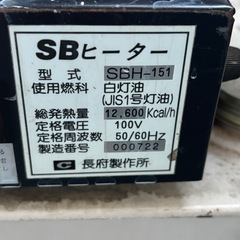 SBヒーター
型式 SBH-151
使用燃料 白灯油
(JIS1号灯油)
総発熱量 12,600Kcal/h
定格電圧 100V
定格周波数 50/60Hz
製造番号 000722
C 長府製作所